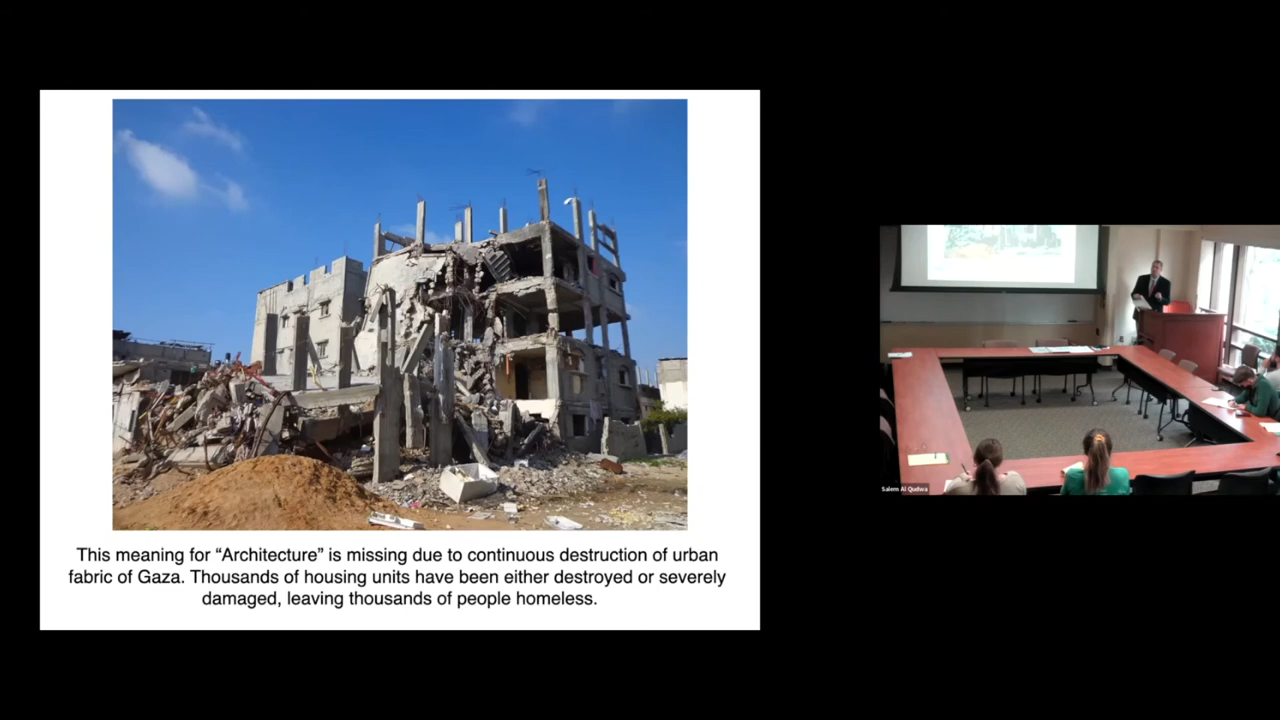 This meaning for “Architecture” is missing due to continuous destruction of urban
fabric of Gaza. Thousands of housing units have been either destroyed or severely
damaged, leaving thousands of people homeless.
Salem Al Qudwa